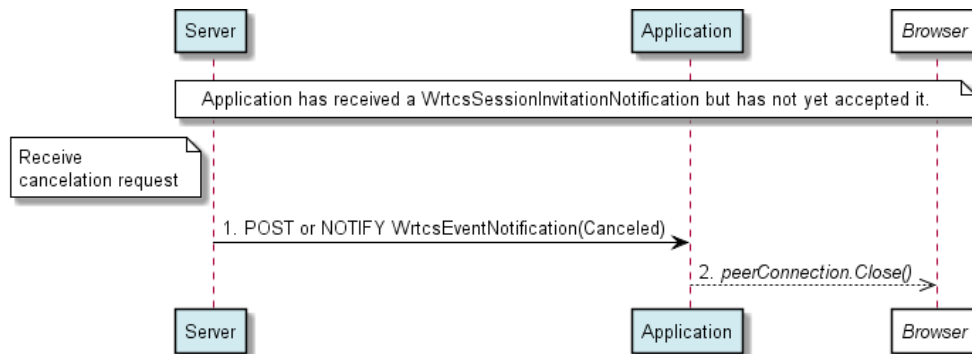 Server
Application
Browser
Application has received a WrtcsSessionInvitationNotification but has not yet accepted it.
Receive
cancelation request
1. POST or NOTIFY WrtcsEventNotification(Canceled)
2. peerConnection.Close()
Server
Application
Browser